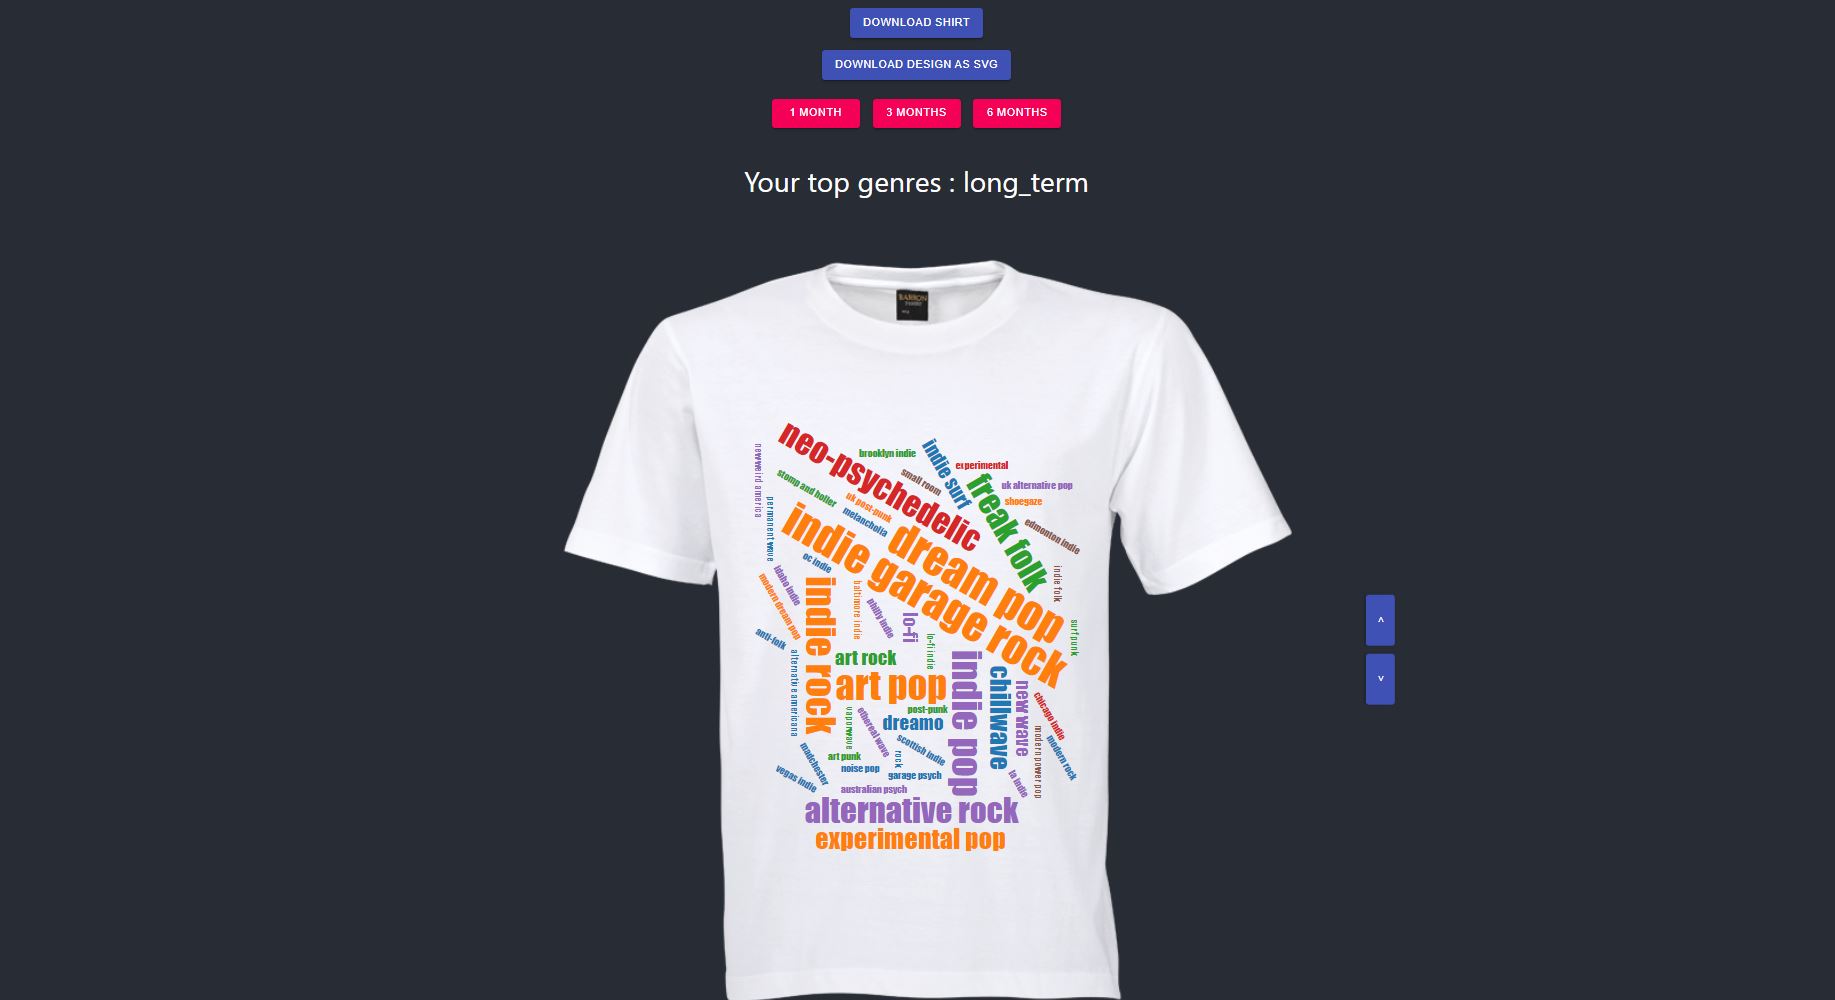 DOWNLOAD SHIRT
DOWNLOAD DESIGN AS SVG
1 MONTH
3 MONTHS
6 MONTHS
Your top genres : long_term
BARRON
neo-psychedelic
brooklyn indie
indie surf
experimental
new weird america
stomp and holler
small room
freak folk
uk alternative pop
uk post-punk
shoegaze
permanent wave
melancholia
dream pop
edmonton indie
indie garage rock
oc indie
idaho indie
modern dream pop
indie rock
baltimore indie
philly indie
lo-fi
indie folk
surf punk
anti-folk
lo-fi indie
art rock
alternative americana
art pop
indie pop
chillwave
new wave
chicago indie
vaporwave
ethereal wave
post-punk
dreamo
scottish indie
modern power pop
modern rock
madchester
art punk
rock
noise pop
garage psych
la indie
vegas indie
australian psych
alternative rock
experimental pop
^
v